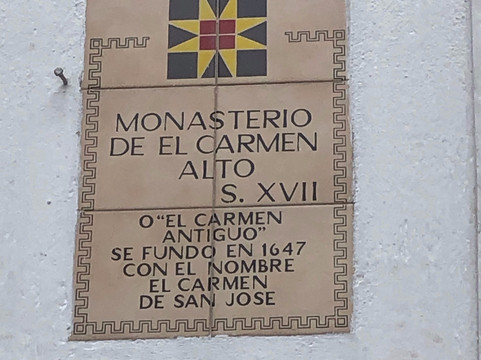 MONASTERIO
DE EL CARMEN
ALTO
S. XVII
O "EL CARMEN
ANTIGUO"
SE FUNDO EN 1647
CON EL NOMBRE
EL CARMEN
DE SAN JOSE